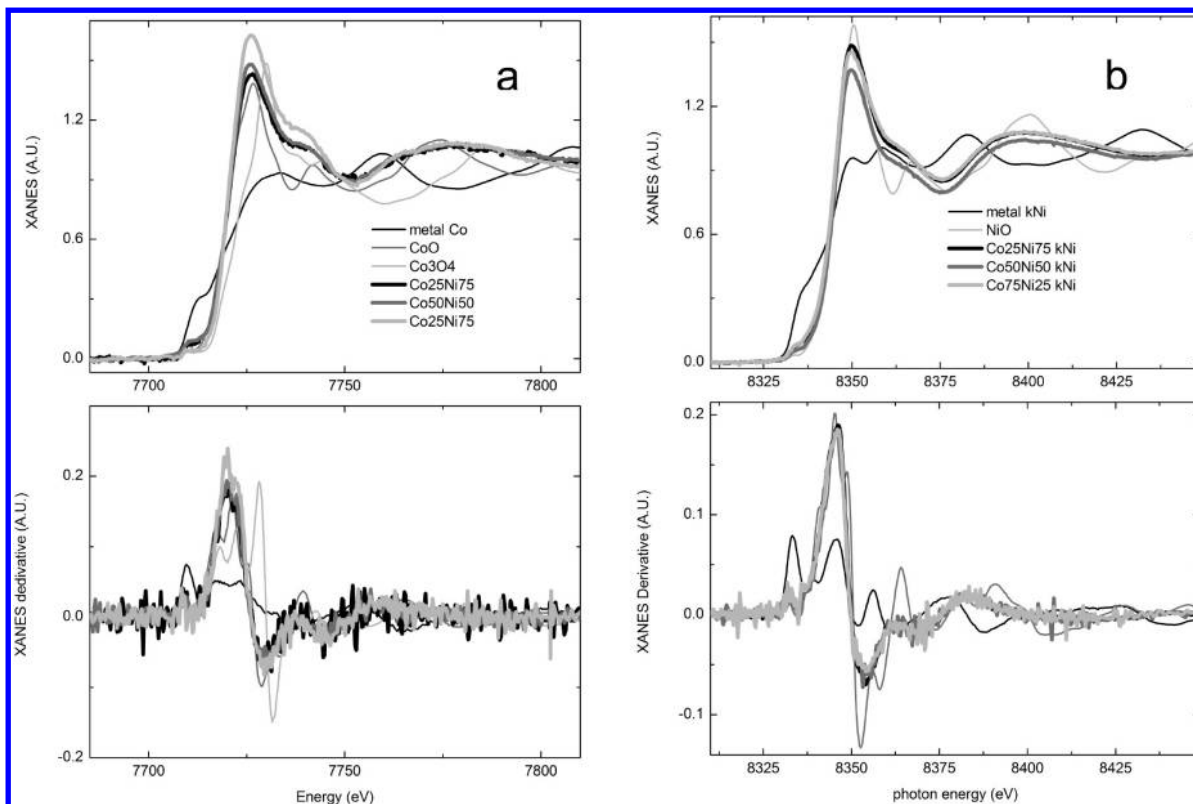 a
XANES (A.U.)
1.2
0.6
0.0
metal Co
CoO
Co3O4
Co25Ni75
Co50Ni50
Co25Ni75
7700
7750
7800
b
XANES (A.U.)
1.2
0.6
0.0
metal kNi
NiO
Co25Ni75 kNi
Co50Ni50 kNi
Co75Ni25 kNi
8325
8350
8375
8400
8425
XANES dedivative (A.U.)
0.2
0.0
-0.2
7700
7750
7800
Energy (eV)
XANES Derivative (A.U.)
0.2
0.1
0.0
-0.1
8325
8350
8375
8400
8425
photon energy (eV)